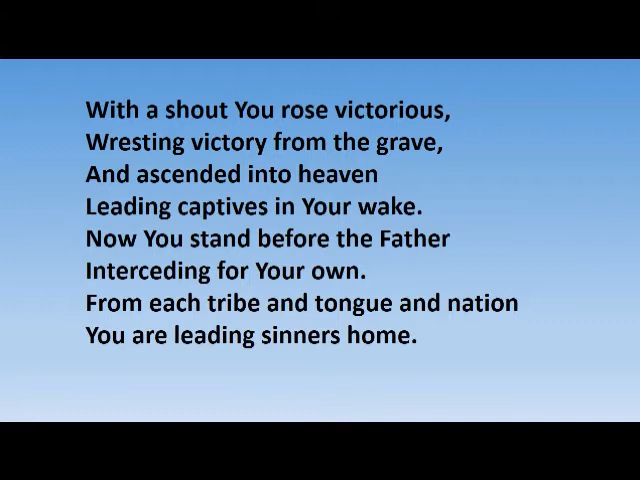 With a shout You rose victorious,
Wresting victory from the grave,
And ascended into heaven
Leading captives in Your wake.
Now You stand before the Father
Interceding for Your own.
From each tribe and tongue and nation
You are leading sinners home.